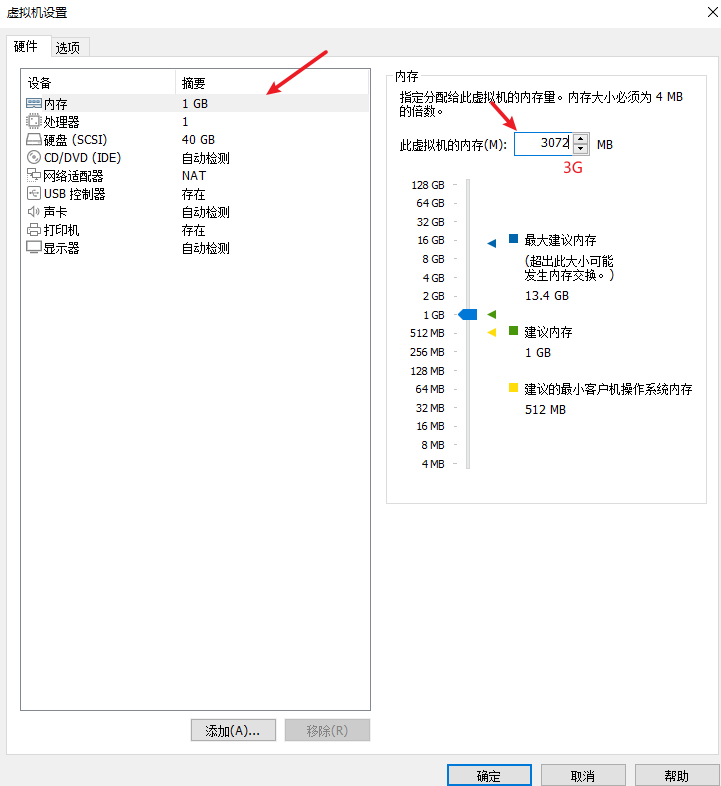 虚拟机设置
硬件 选项
设备 摘要
内存 1 GB
处理器 1
硬盘 (SCSI) 40 GB
CD/DVD (IDE) 自动检测
网络适配器 NAT
USB 控制器 存在
声卡 自动检测
打印机 存在
显示器 自动检测
添加(A)... 移除(R)
内存
指定分配给此虚拟机的内存量。内存大小必须为 4 MB
的倍数。
此虚拟机的内存(M): 3072 MB
3G
128 GB
64 GB
32 GB
16 GB
8 GB
4 GB
2 GB
1 GB
512 MB
256 MB
128 MB
64 MB
32 MB
16 MB
8 MB
4 MB
最大建议内存
(超出此大小可能
发生内存交换。)
13.4 GB
建议内存
1 GB
建议的最小客户机操作系统内存
512 MB
确定 取消 帮助